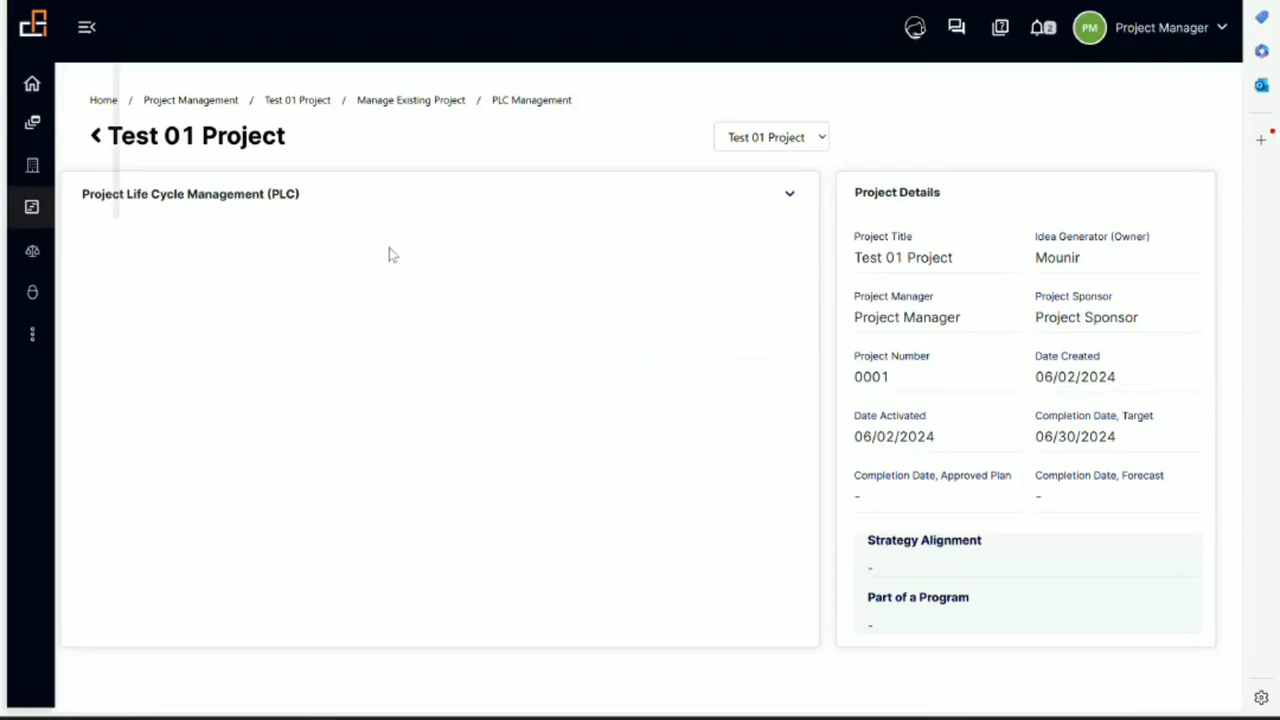 2
PM
Project Manager
Home / Project Management / Test 01 Project / Manage Existing Project / PLC Management
Test 01 Project
Test 01 Project
Project Life Cycle Management (PLC)
Project Details
Project Title
Idea Generator (Owner)
Test 01 Project
Mounir
Project Manager
Project Sponsor
Project Manager
Project Sponsor
Project Number
Date Created
0001
06/02/2024
Date Activated
Completion Date, Target
06/02/2024
06/30/2024
Completion Date, Approved Plan
Completion Date, Forecast
-
-
Strategy Alignment
-
Part of a Program
-